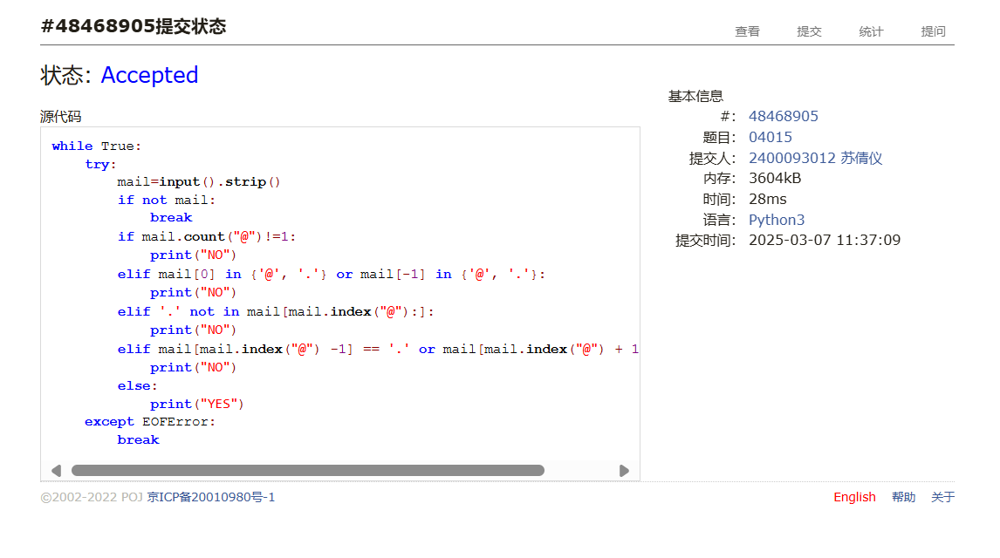 #48468905提交状态
查看 提交 统计 提问
状态: Accepted
源代码
while True:
    try:
        mail=input().strip()
        if not mail:
            break
        if mail.count("@")!=1:
            print("NO")
        elif mail[0] in {'@', '.'} or mail[-1] in {'@', '.'}:
            print("NO")
        elif '.' not in mail[mail.index("@"):]:
            print("NO")
        elif mail[mail.index("@") -1] == '.' or mail[mail.index("@") + 1
            print("NO")
        else:
            print("YES")
    except EOFError:
        break
基本信息
#: 48468905
题目: 04015
提交人: 2400093012 苏倩仪
内存: 3604kB
时间: 28ms
语言: Python3
提交时间: 2025-03-07 11:37:09
©2002-2022 POJ 京ICP备20010980号-1
English 帮助 关于